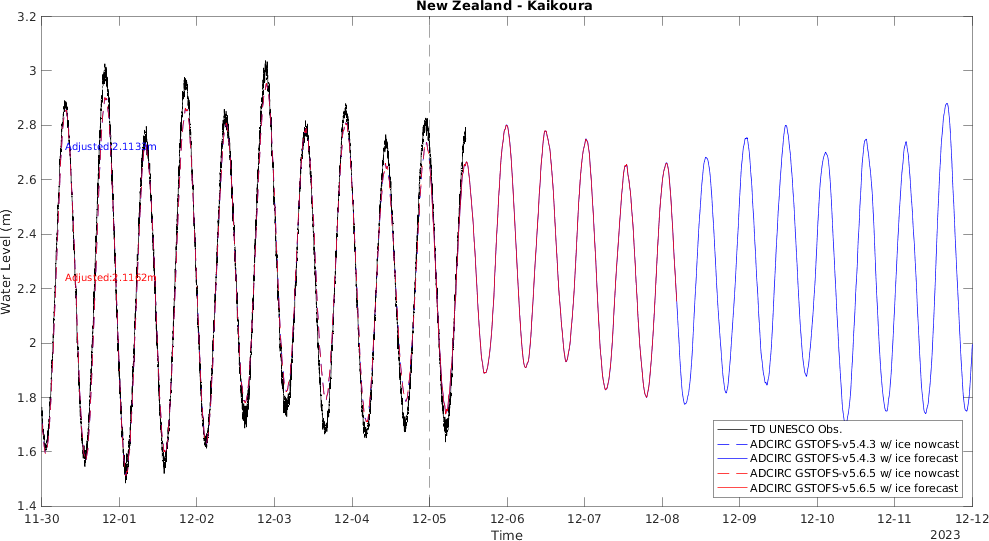 New Zealand - Kaikoura
3.2
3
2.8
2.6
2.4
2.2
2
1.8
1.6
1.4
Water Level (m)
Adjusted:2.1131m
Adjusted:2.1162m
TD UNESCO Obs.
ADCIRC GSTOFS-v5.4.3 w/ ice nowcast
ADCIRC GSTOFS-v5.4.3 w/ ice forecast
ADCIRC GSTOFS-v5.6.5 w/ ice nowcast
ADCIRC GSTOFS-v5.6.5 w/ ice forecast
11-30 12-01 12-02 12-03 12-04 12-05 12-06 12-07 12-08 12-09 12-10 12-11 12-12
Time
2023